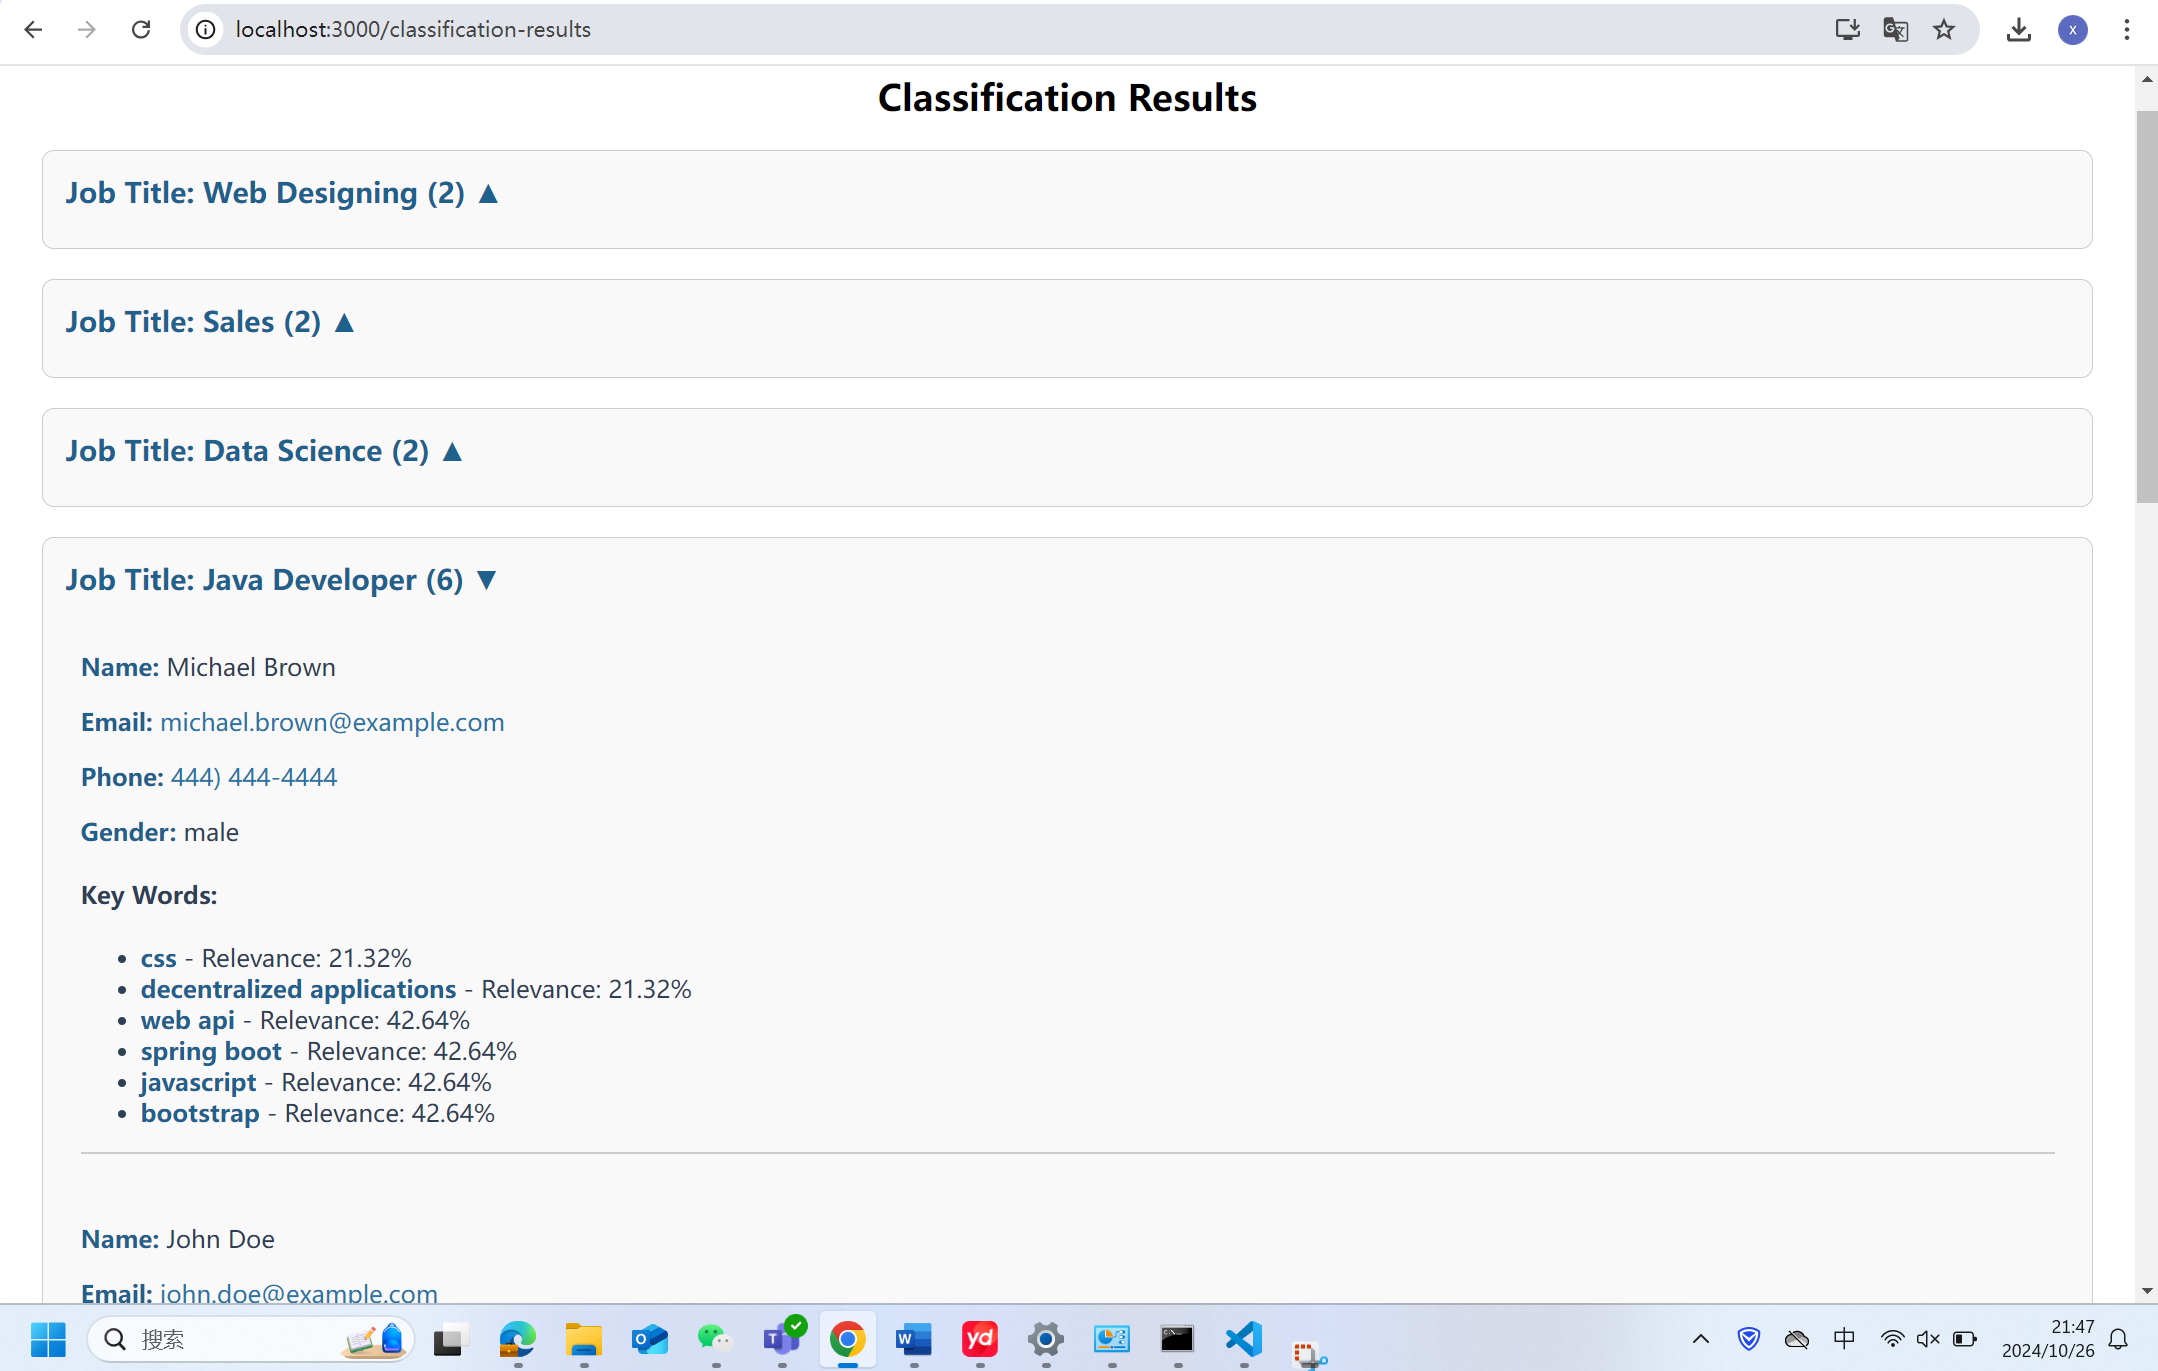 localhost:3000/classification-results
X
Classification Results
Job Title: Web Designing (2) ▲
Job Title: Sales (2) ▲
Job Title: Data Science (2) ▲
Job Title: Java Developer (6) ▼
Name: Michael Brown
Email: michael.brown@example.com
Phone: 444) 444-4444
Gender: male
Key Words:
• css - Relevance: 21.32%
• decentralized applications - Relevance: 21.32%
• web api - Relevance: 42.64%
• spring boot - Relevance: 42.64%
• javascript - Relevance: 42.64%
• bootstrap - Relevance: 42.64%
Name: John Doe
Email: john.doe@example.com
搜索
yd
中
21:47
2024/10/26